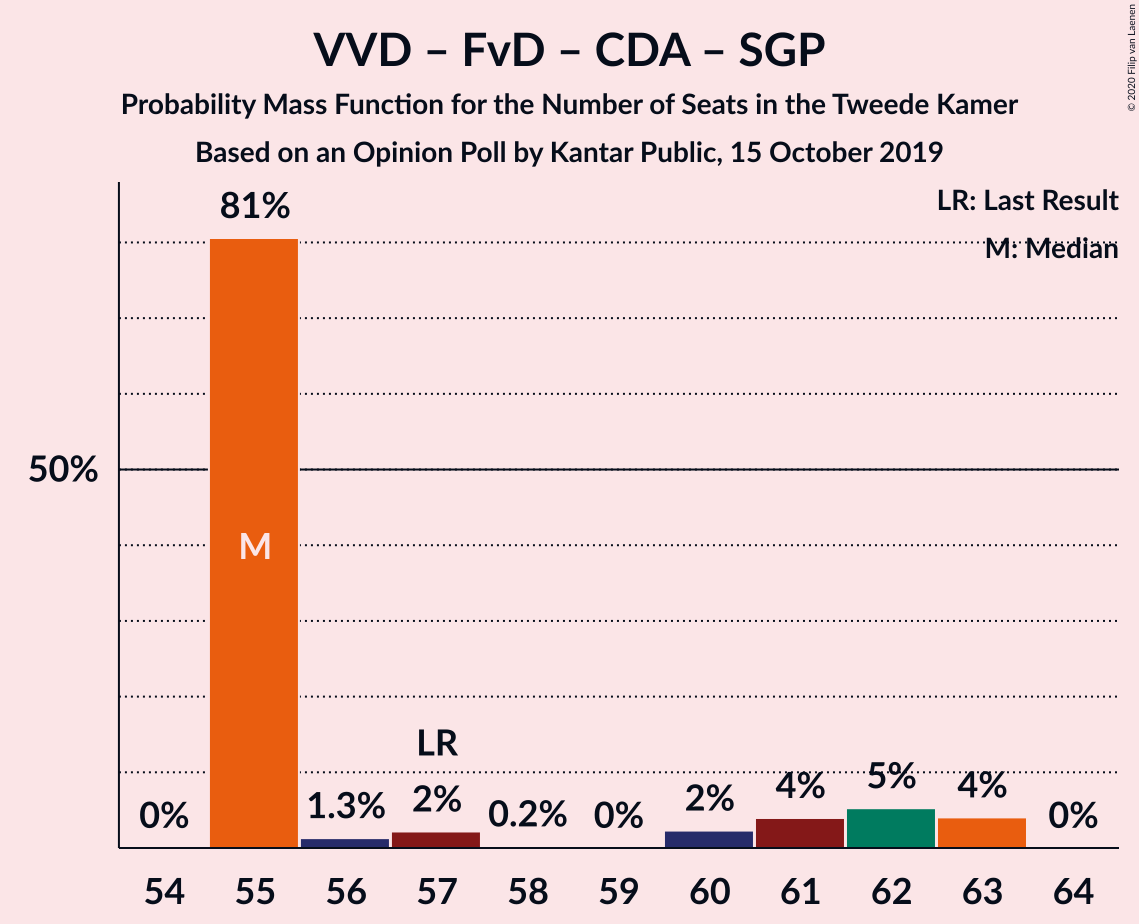 VVD – FvD – CDA – SGP
Probability Mass Function for the Number of Seats in the Tweede Kamer
Based on an Opinion Poll by Kantar Public, 15 October 2019
© 2020 Filip van Laenen
LR: Last Result
M: Median
81%
50%
M
LR
0% 1.3% 2% 0.2% 0% 2% 4% 5% 4% 0%
54 55 56 57 58 59 60 61 62 63 64